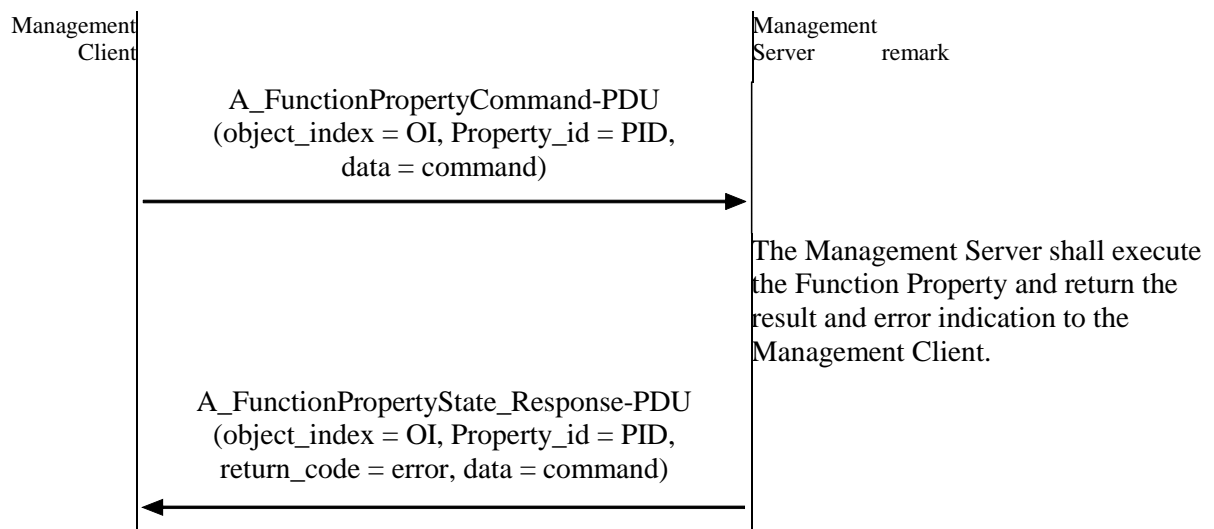 Management
Client
Management
Server remark
A_FunctionPropertyCommand-PDU
(object_index = OI, Property_id = PID,
data = command)
The Management Server shall execute
the Function Property and return the
result and error indication to the
Management Client.
A_FunctionPropertyState_Response-PDU
(object_index = OI, Property_id = PID,
return_code = error, data = command)